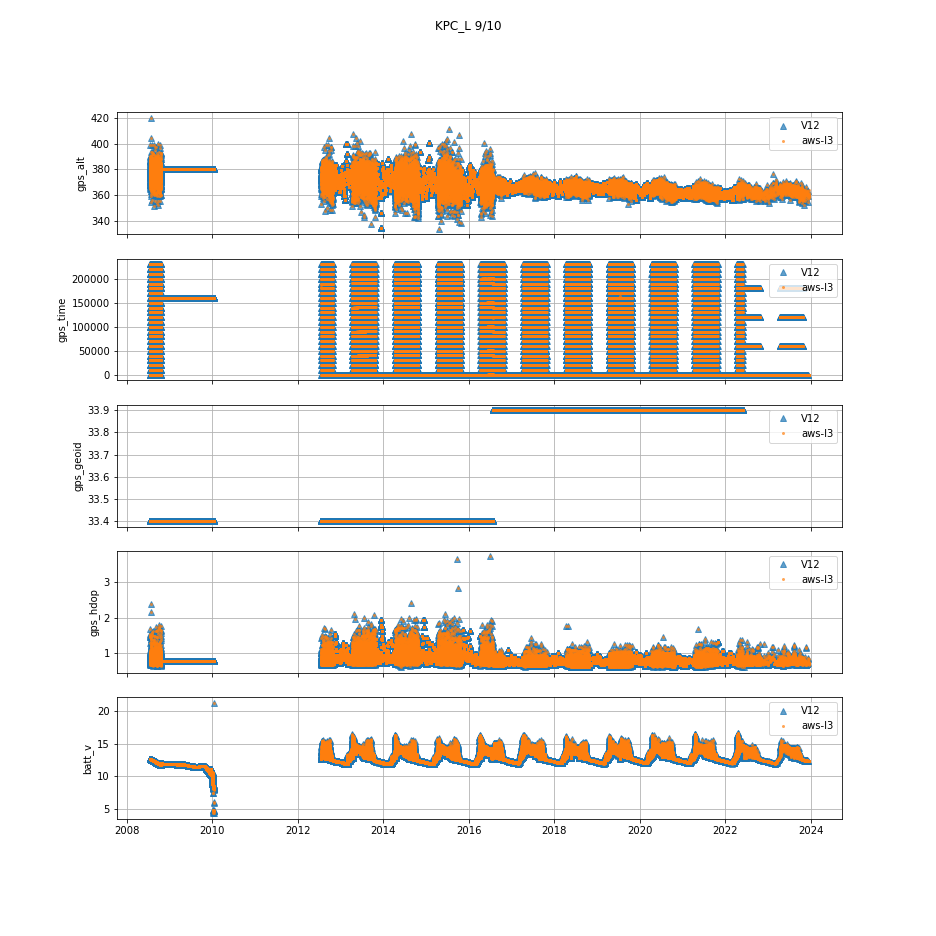 KPC_L 9/10
420
400
380
360
340
gps_alt
V12
aws-l3
200000
150000
100000
50000
0
gps_time
V12
aws-l3
33.9
33.8
33.7
33.6
33.5
33.4
gps_geoid
V12
aws-l3
3
2
1
gps_hdop
V12
aws-l3
20
15
10
5
batt_v
V12
aws-l3
2008 2010 2012 2014 2016 2018 2020 2022 2024